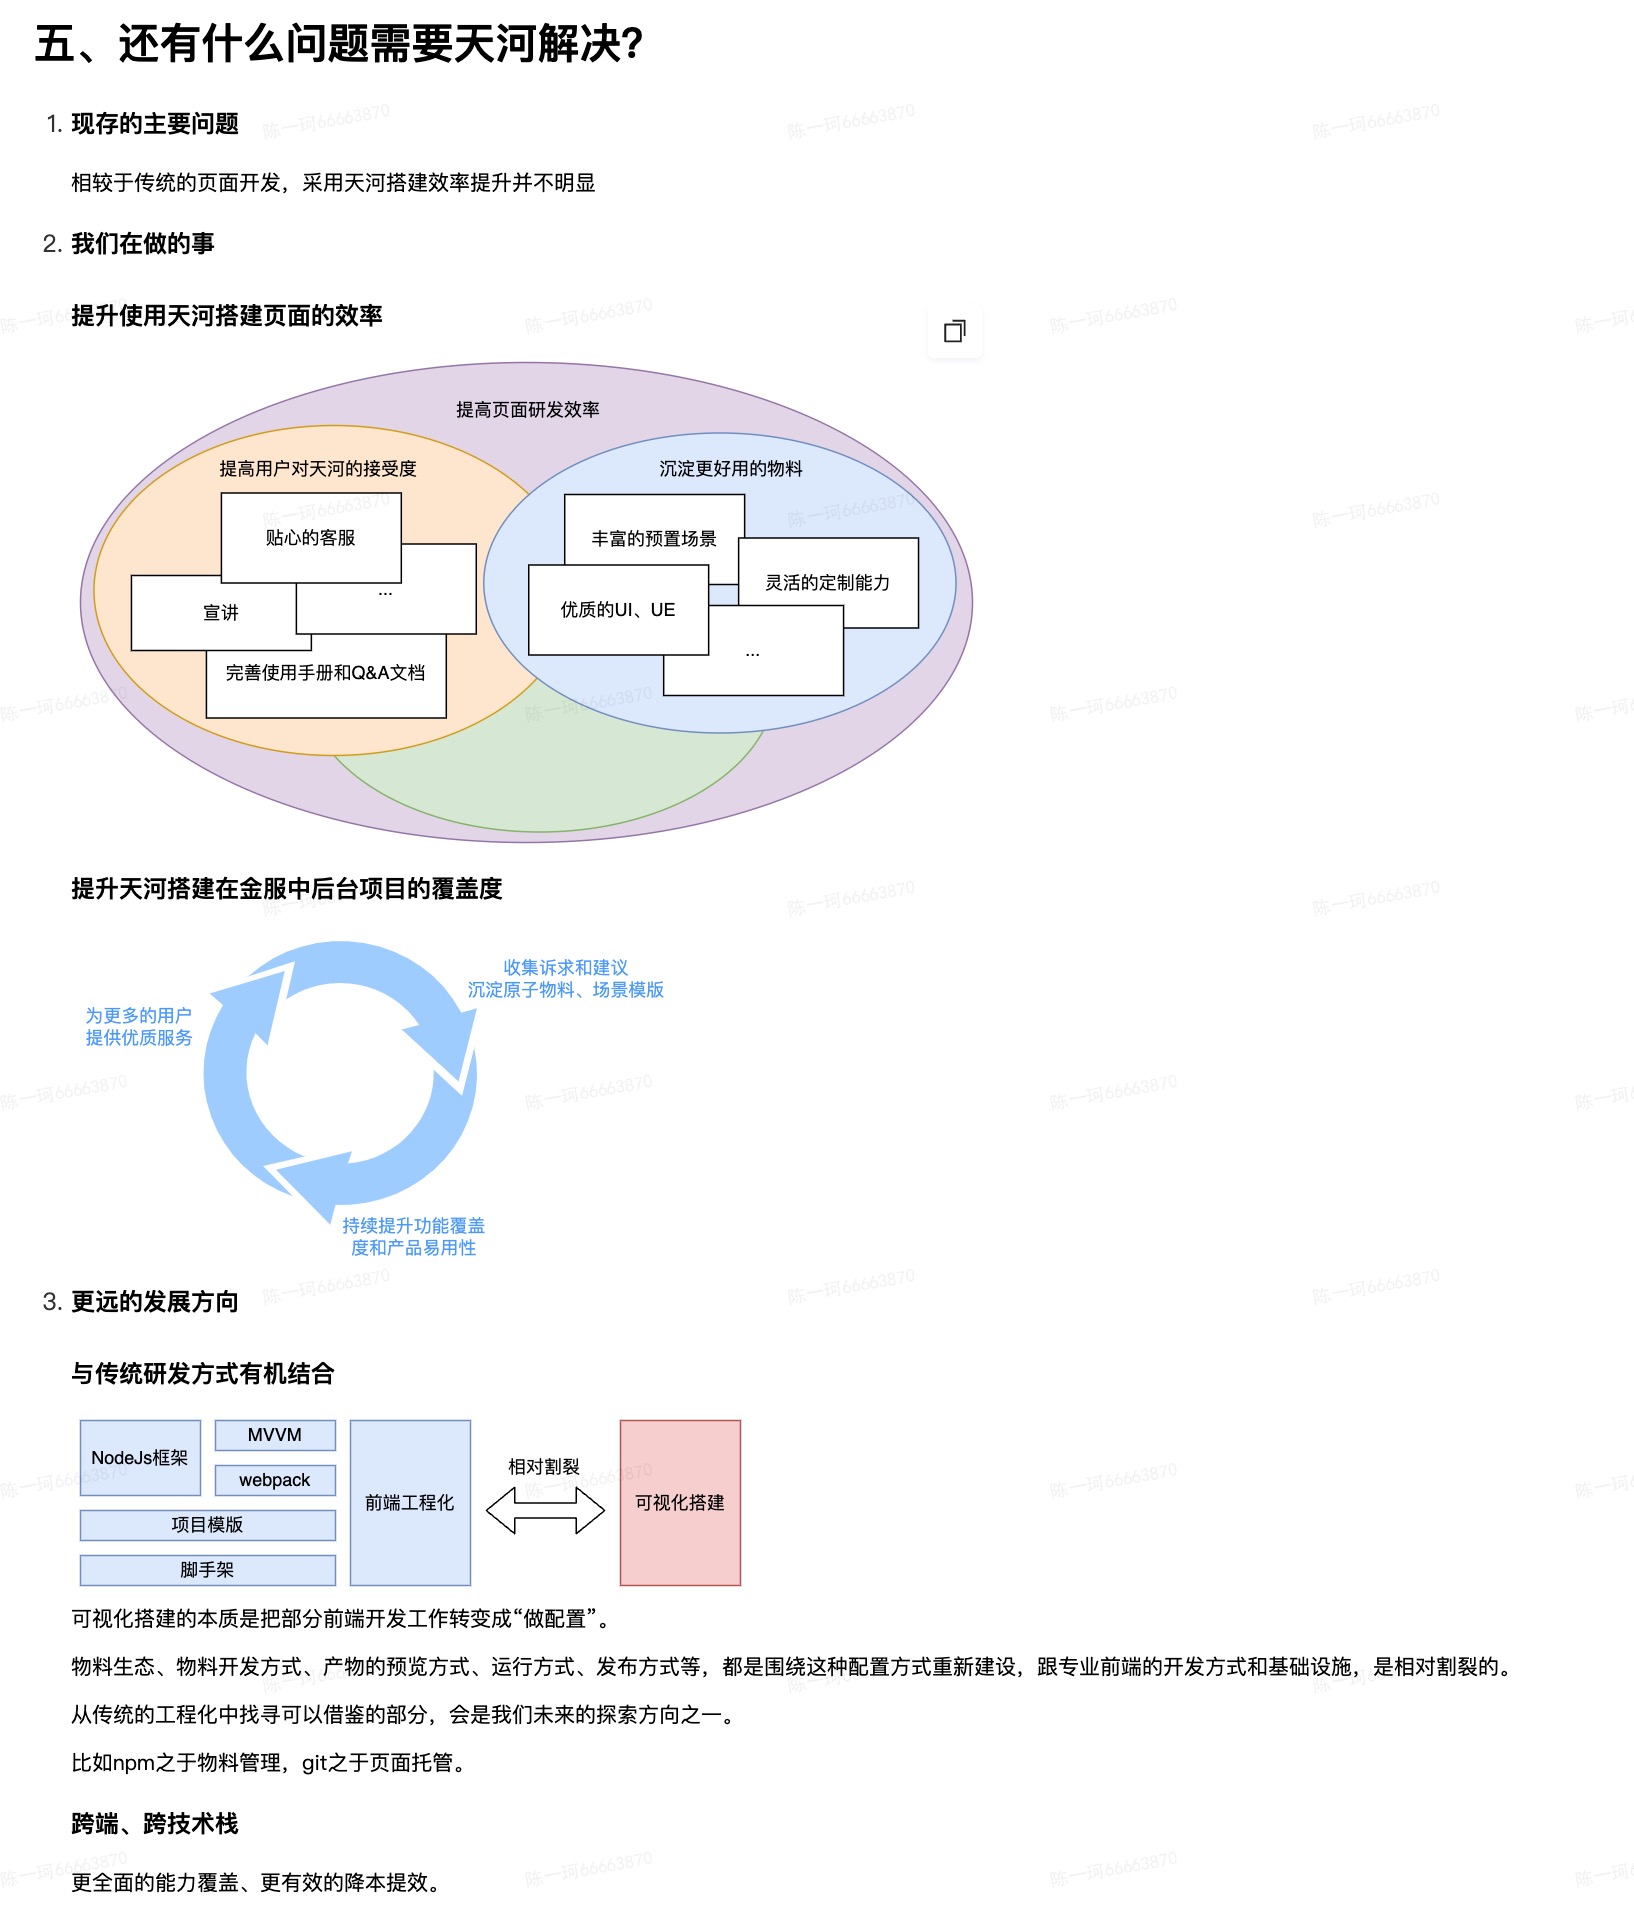 五、还有什么问题需要天河解决？
1. 现存的主要问题
相较于传统的页面开发，采用天河搭建效率提升并不明显
2. 我们在做的事
提升使用天河搭建页面的效率
提高页面研发效率
提高用户对天河的接受度
沉淀更好用的物料
贴心的客服
...
宣讲
完善使用手册和Q&A文档
丰富的预置场景
灵活的定制能力
优质的UI、UE
...
提升天河搭建在金服中后台项目的覆盖度
收集诉求和建议
沉淀原子物料、场景模版
为更多的用户
提供优质服务
持续提升功能覆盖
度和产品易用性
3. 更远的发展方向
与传统研发方式有机结合
NodeJs框架
MVVM
webpack
项目模版
脚手架
前端工程化
相对割裂
可视化搭建
可视化搭建的本质是把部分前端开发工作转变成“做配置”。
物料生态、物料开发方式、产物的预览方式、运行方式、发布方式等，都是围绕这种配置方式重新建设，跟专业前端的开发方式和基础设施，是相对割裂的。
从传统的工程化中找寻可以借鉴的部分，会是我们未来的探索方向之一。
比如npm之于物料管理，git之于页面托管。
跨端、跨技术栈
更全面的能力覆盖、更有效的降本提效。
陈一珂66663870